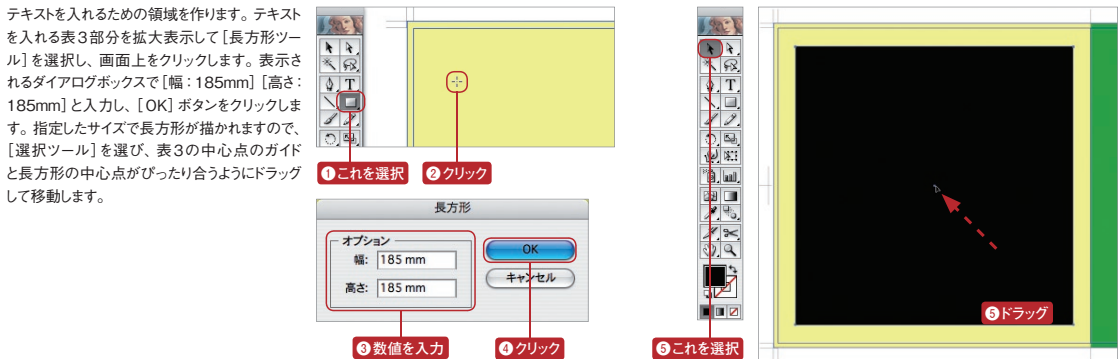 テキストを入れるための領域を作ります。テキスト
を入れる表3部分を拡大表示して[長方形ツー
ル]を選択し、画面上をクリックします。表示さ
れるダイアログボックスで[幅：185mm][高さ：
185mm]と入力し、[OK]ボタンをクリックしま
す。指定したサイズで長方形が描かれますので、
[選択ツール]を選び、表3の中心点のガイド
と長方形の中心点がぴったり合うようにドラッグ
して移動します。
❶これを選択
❷クリック
長方形
オプション
幅: 185 mm
高さ: 185 mm
OK
キャンセル
❸数値を入力
❹クリック
❺これを選択
❺ドラッグ